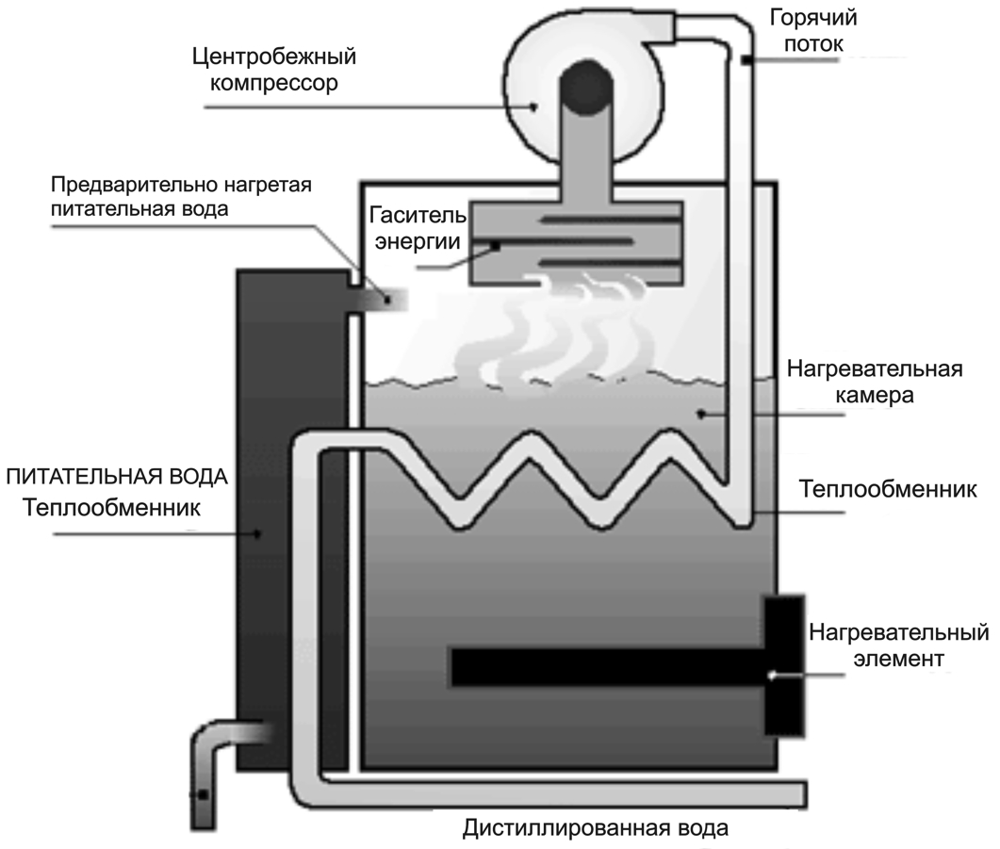 Горячий
поток
Центробежный
компрессор
Предварительно нагретая
питательная вода
Гаситель
энергии
Нагревательная
камера
ПИТАТЕЛЬНАЯ ВОДА
Теплообменник
Теплообменник
Нагревательный
элемент
Дистиллированная вода